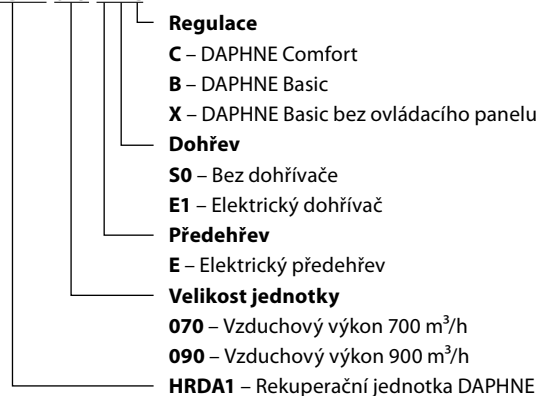 Regulace
C – DAPHNE Comfort
B – DAPHNE Basic
X – DAPHNE Basic bez ovládacího panelu
Dohřev
S0 – Bez dohřívače
E1 – Elektrický dohřívač
Předehřev
E – Elektrický předehřev
Velikost jednotky
070 – Vzduchový výkon 700 m³/h
090 – Vzduchový výkon 900 m³/h
HRDA1 – Rekuperační jednotka DAPHNE